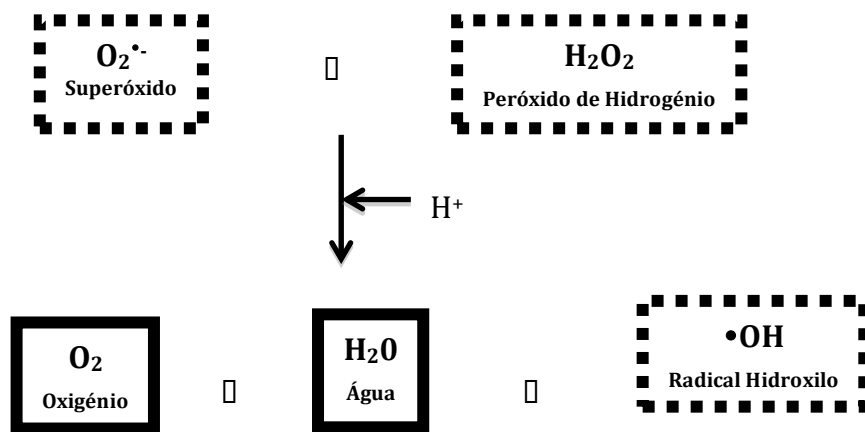 O₂•-
Superóxido
▯
H₂O₂
Peróxido de Hidrogénio
H⁺
O₂
Oxigénio
▯
H₂0
Água
▯
•OH
Radical Hidroxilo